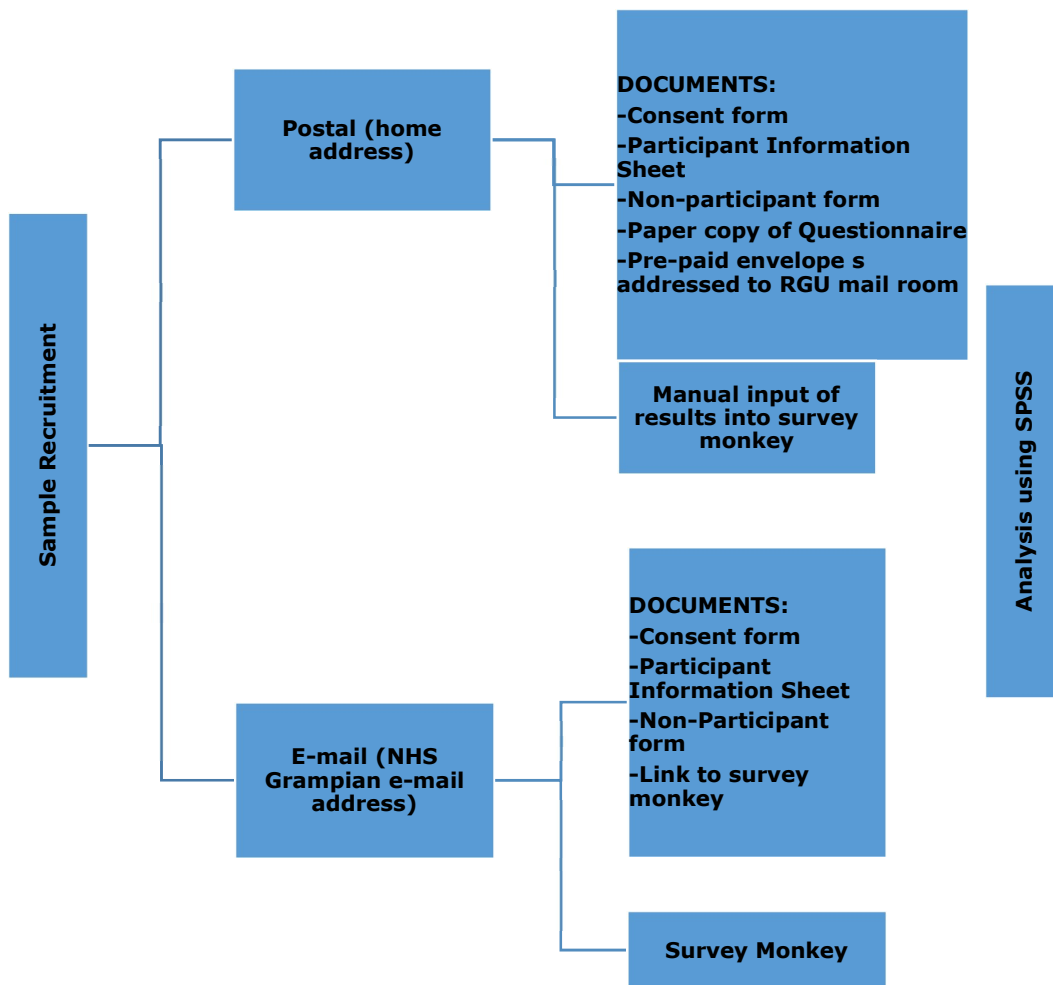 Sample Recruitment
Postal (home
address)
DOCUMENTS:
-Consent form
-Participant Information
Sheet
-Non-participant form
-Paper copy of Questionnaire
-Pre-paid envelope s
addressed to RGU mail room
Manual input of
results into survey
monkey
E-mail (NHS
Grampian e-mail
address)
DOCUMENTS:
-Consent form
-Participant
Information Sheet
-Non-Participant
form
-Link to survey
monkey
Survey Monkey
Analysis using SPSS